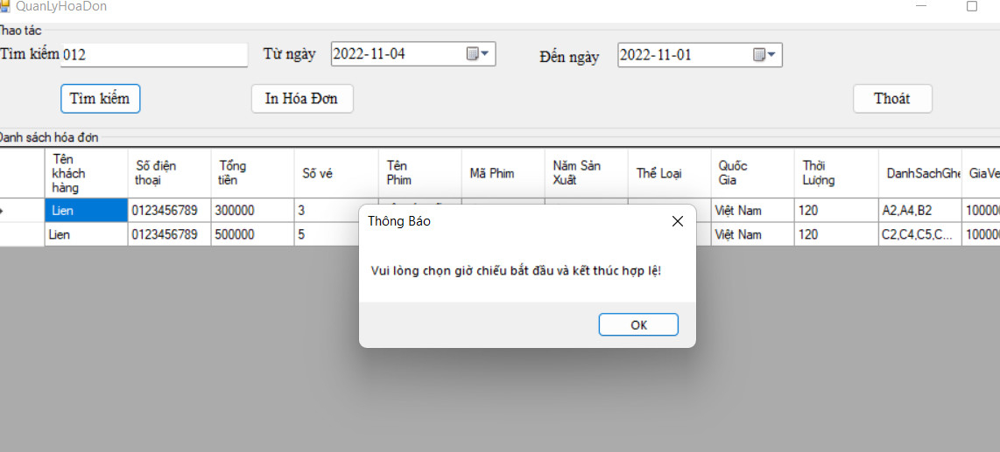 QuanLyHoaDon
Thao tác
Tìm kiếm 012 Từ ngày 2022-11-04 Đến ngày 2022-11-01
Tìm kiếm In Hóa Đơn Thoát
Danh sách hóa đơn
Tên khách hàng Số điện thoại Tổng tiền Số vé Tên Phim Mã Phim Năm Sản Xuất Thể Loại Quốc Gia Thời Lượng DanhSachGhe GiaVe
Lien 0123456789 300000 3 Việt Nam 120 A2,A4,B2 100000
Lien 0123456789 500000 5 Việt Nam 120 C2,C4,C5,C... 100000
Thông Báo
Vui lòng chọn giờ chiếu bắt đầu và kết thúc hợp lệ!
OK